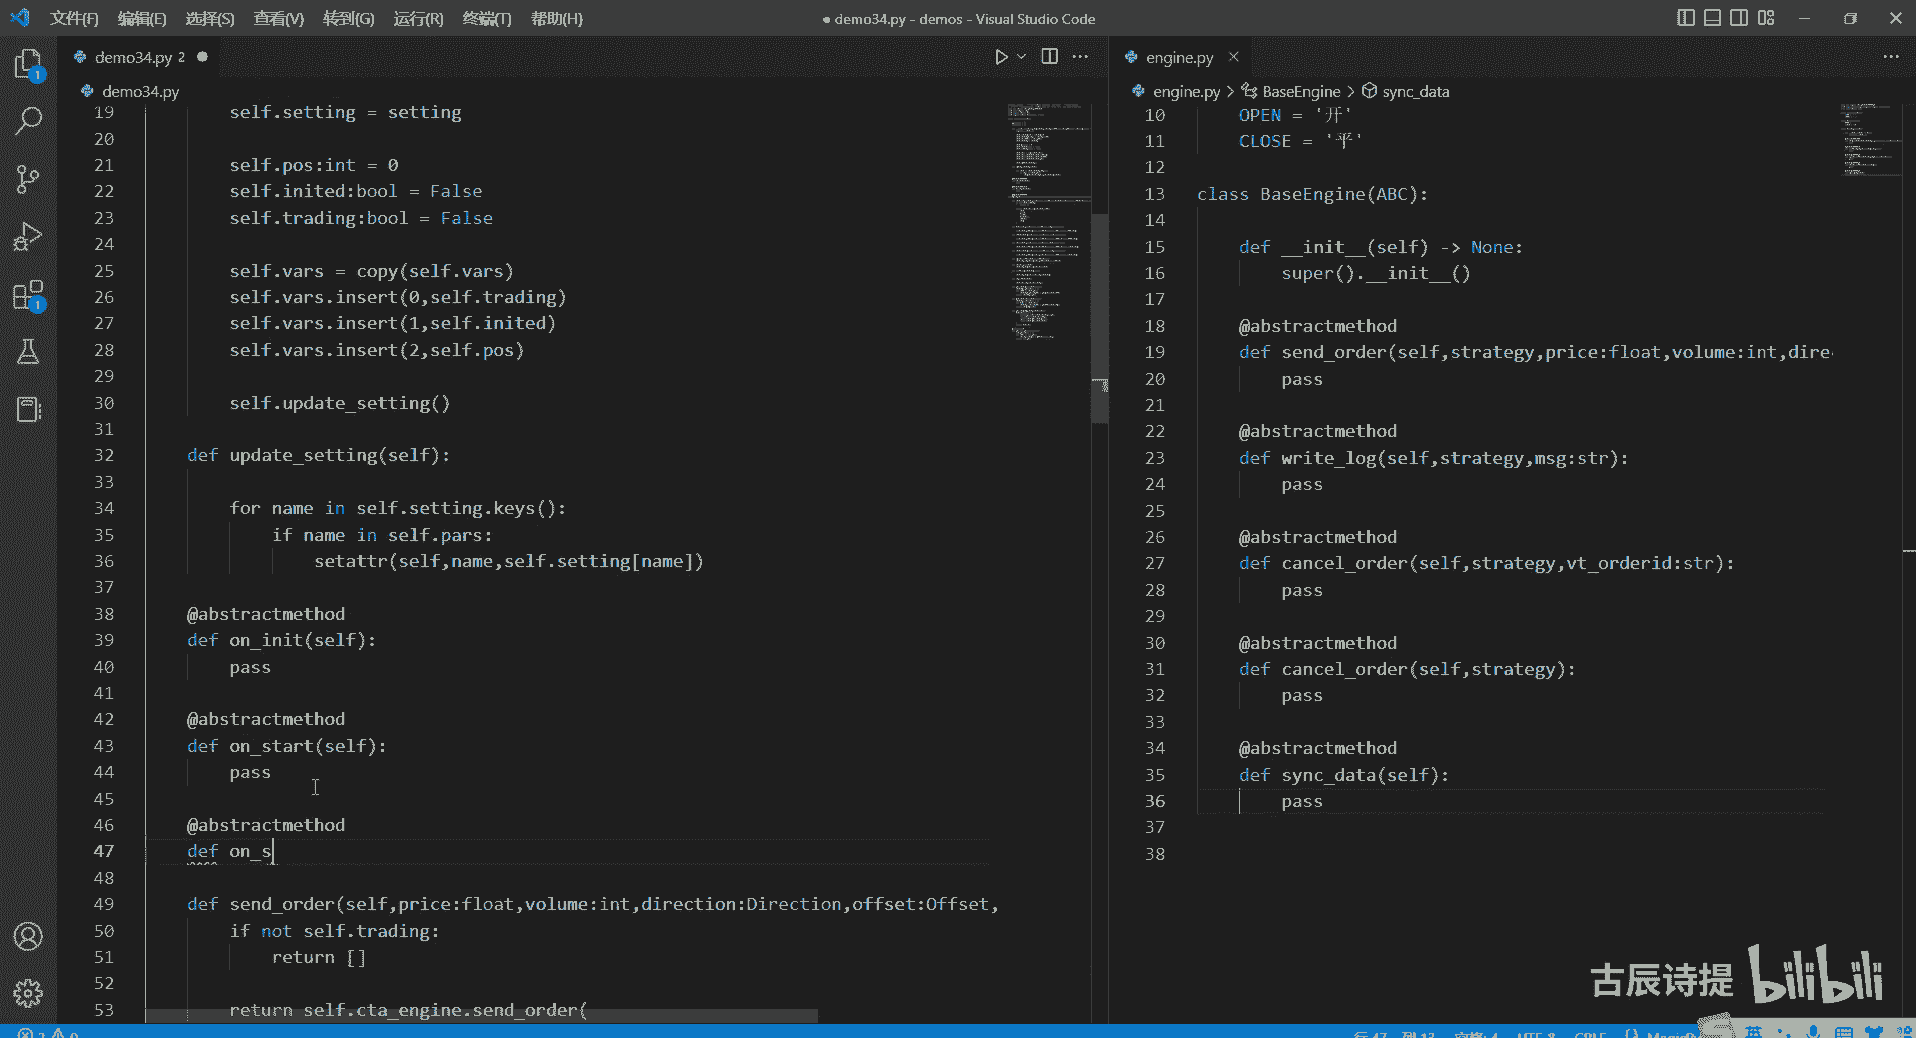 文件(F) 编辑(E) 选择(S) 查看(V) 转到(G) 运行(R) 终端(T) 帮助(H)
● demo34.py - demos - Visual Studio Code
demo34.py 2 ●
demo34.py
19 self.setting = setting
20
21 self.pos:int = 0
22 self.inited:bool = False
23 self.trading:bool = False
24
25 self.vars = copy(self.vars)
26 self.vars.insert(0,self.trading)
27 self.vars.insert(1,self.inited)
28 self.vars.insert(2,self.pos)
29
30 self.update_setting()
31
32 def update_setting(self):
33
34 for name in self.setting.keys():
35 if name in self.pars:
36 setattr(self,name,self.setting[name])
37
38 @abstractmethod
39 def on_init(self):
40 pass
41
42 @abstractmethod
43 def on_start(self):
44 pass
45
46 @abstractmethod
47 def on_s
48
49 def send_order(self,price:float,volume:int,direction:Direction,offset:Offset,
50 if not self.trading:
51 return []
52
53 return self.cta_engine.send_order(
engine.py
engine.py > BaseEngine > sync_data
10 OPEN = '开'
11 CLOSE = '平'
12
13 class BaseEngine(ABC):
14
15 def __init__(self) -> None:
16 super().__init__()
17
18 @abstractmethod
19 def send_order(self,strategy,price:float,volume:int,dire
20 pass
21
22 @abstractmethod
23 def write_log(self,strategy,msg:str):
24 pass
25
26 @abstractmethod
27 def cancel_order(self,strategy,vt_orderid:str):
28 pass
29
30 @abstractmethod
31 def cancel_order(self,strategy):
32 pass
33
34 @abstractmethod
35 def sync_data(self):
36 pass
37
38
古辰诗提 bilibili